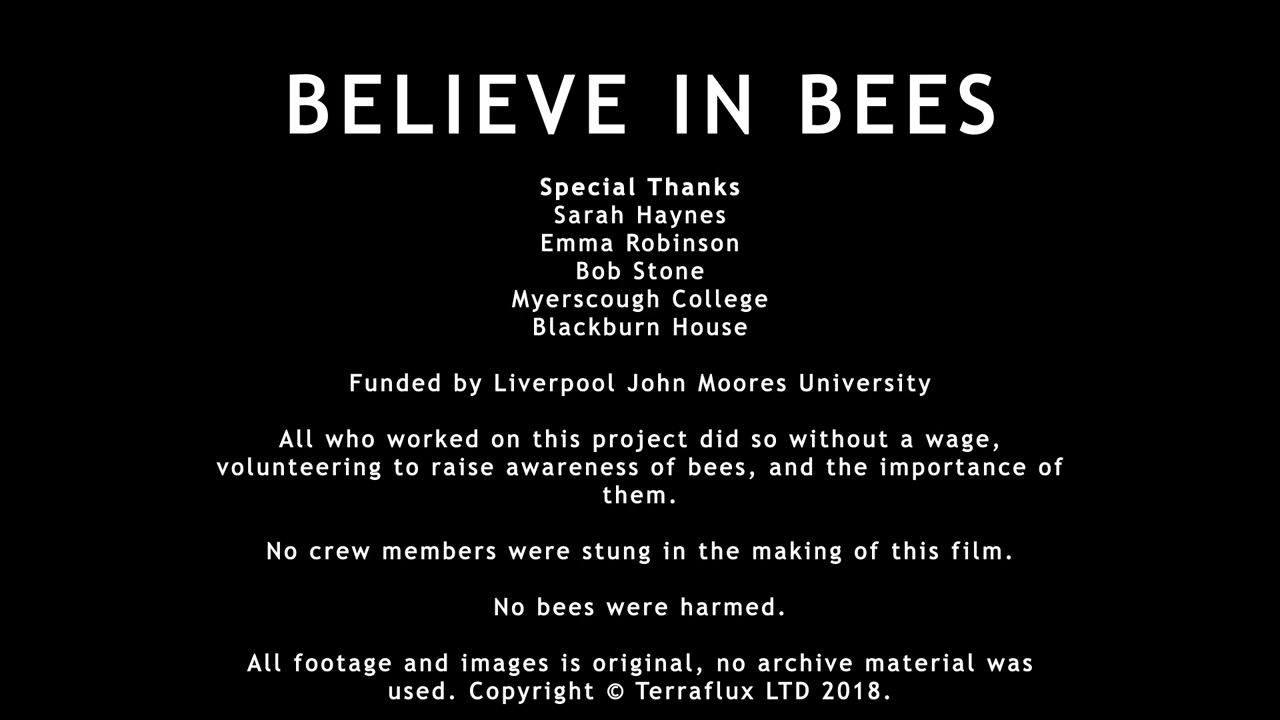 BELIEVE IN BEES
Special Thanks
Sarah Haynes
Emma Robinson
Bob Stone
Myerscough College
Blackburn House
Funded by Liverpool John Moores University
All who worked on this project did so without a wage,
volunteering to raise awareness of bees, and the importance of
them.
No crew members were stung in the making of this film.
No bees were harmed.
All footage and images is original, no archive material was
used. Copyright © Terraflux LTD 2018.